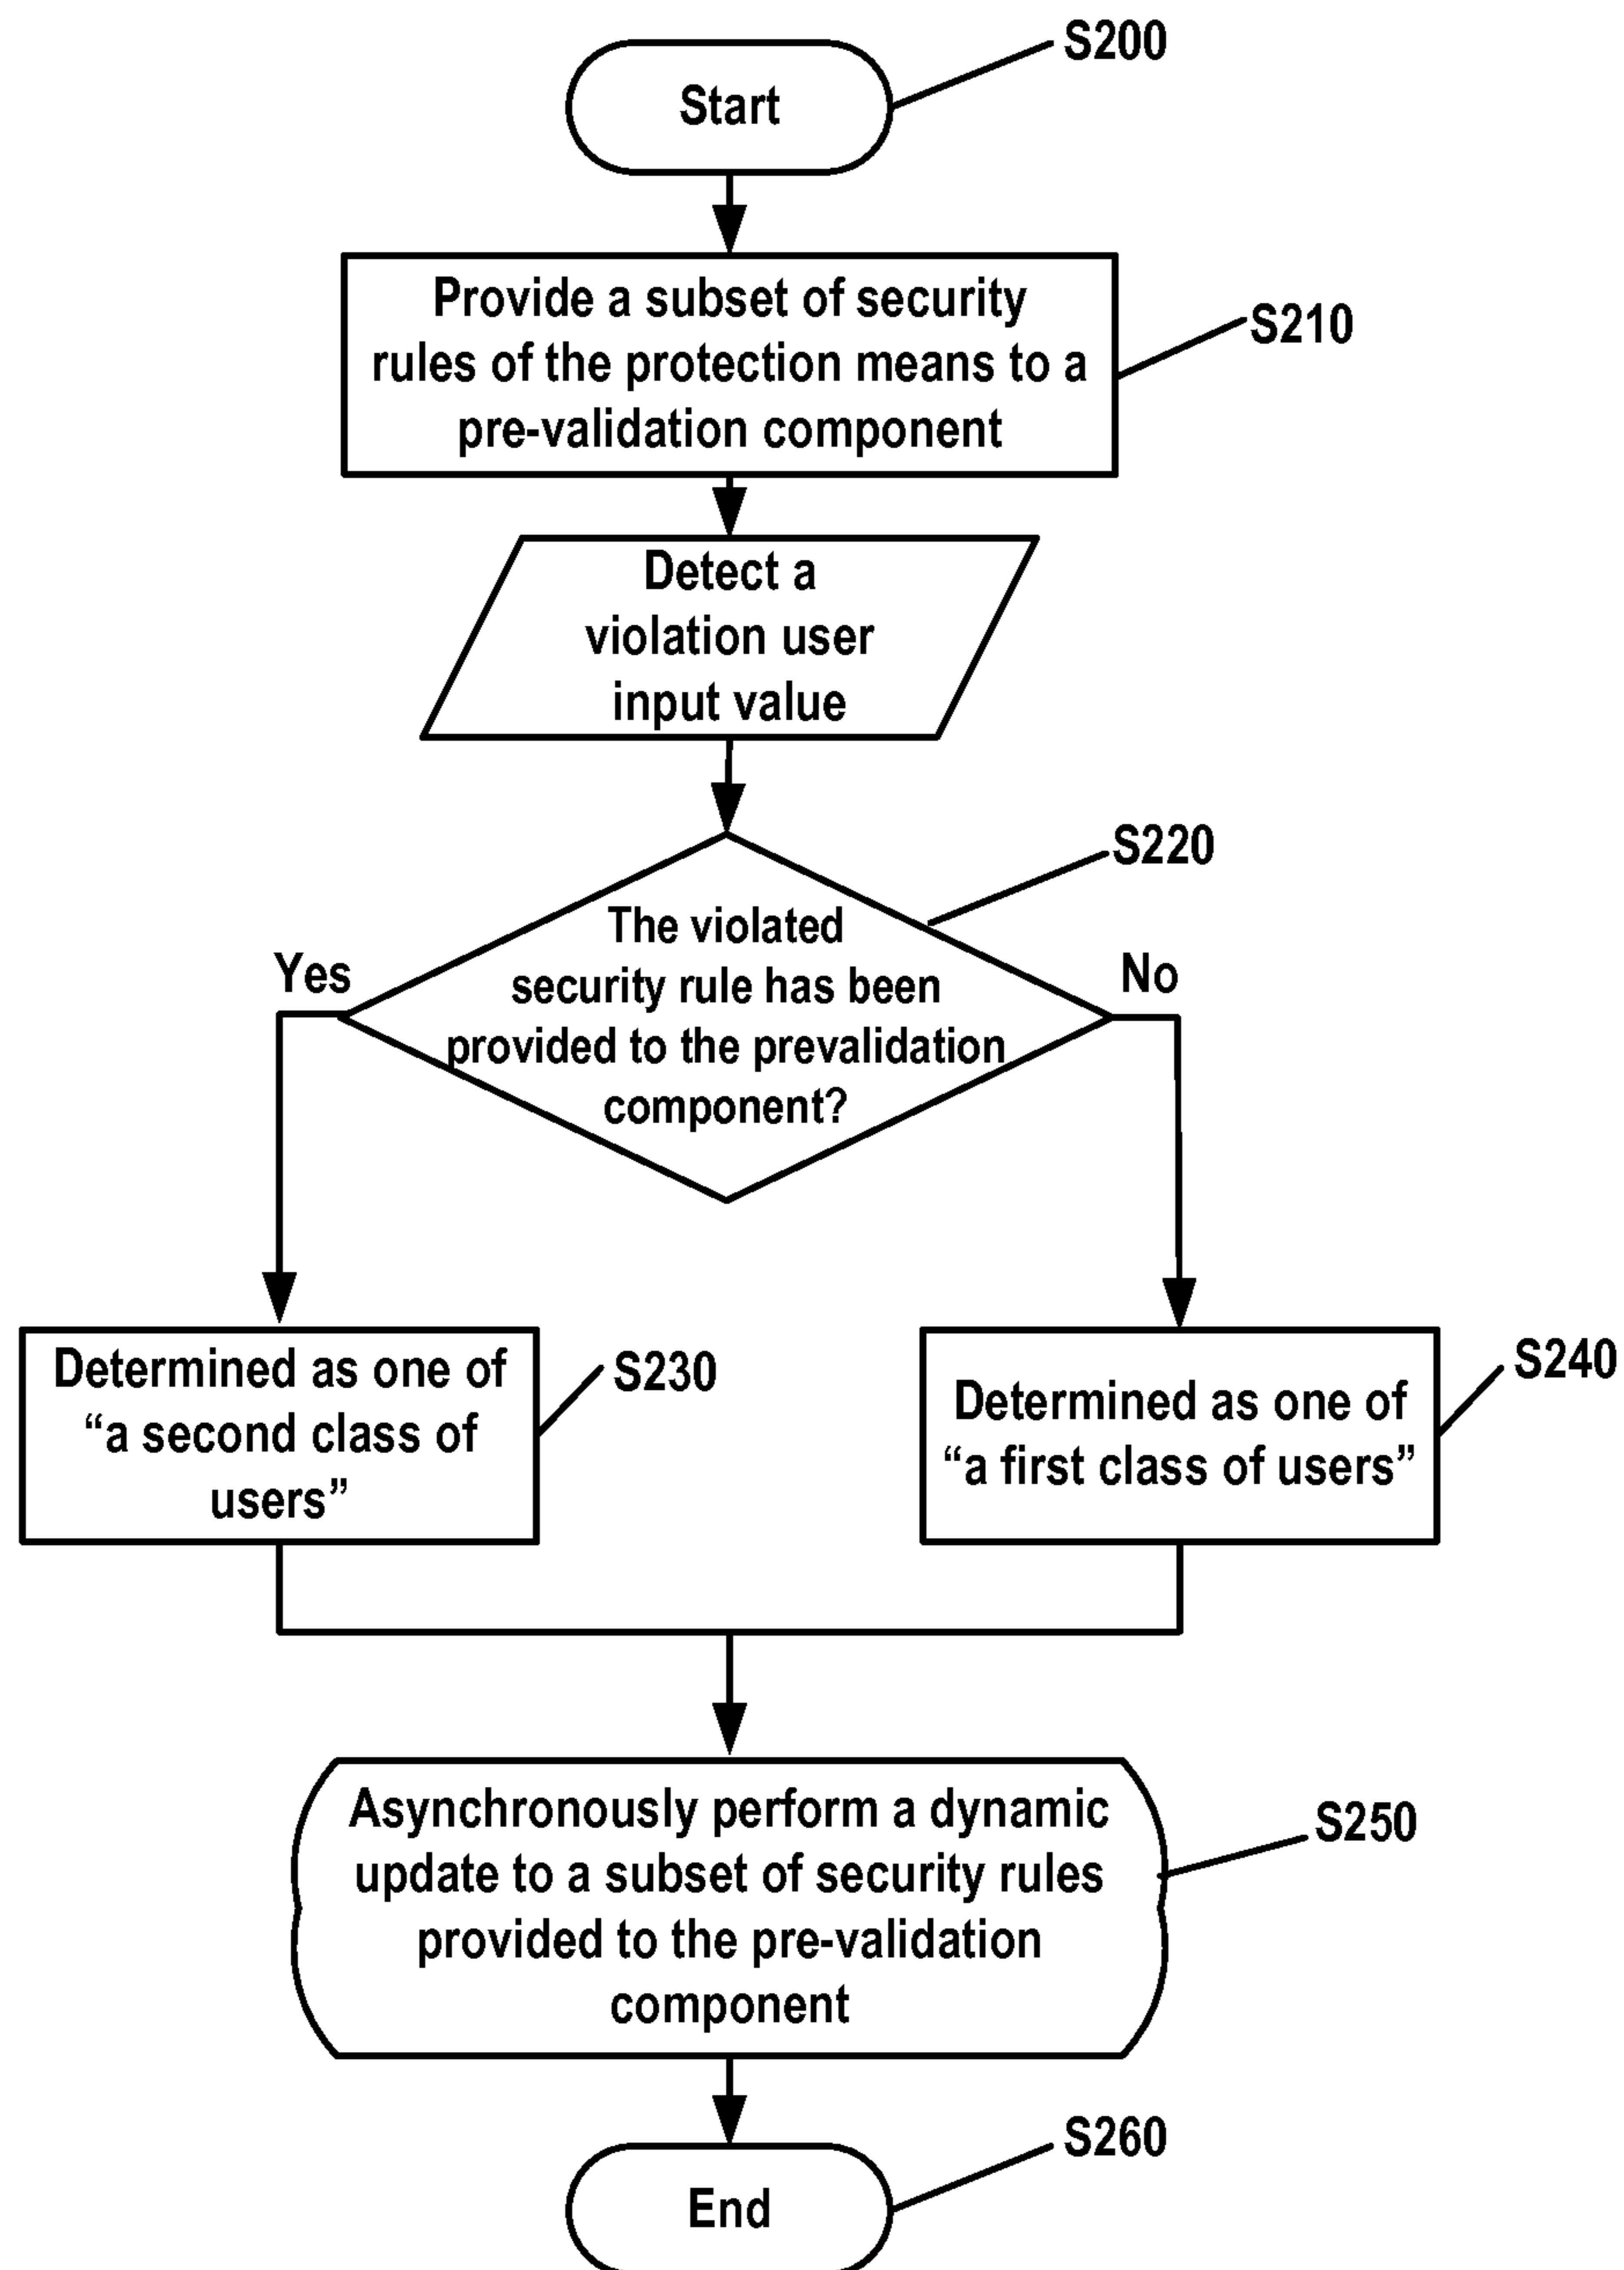 S200
Start
Provide a subset of security
rules of the protection means to a
pre-validation component
S210
Detect a
violation user
input value
S220
The violated
security rule has been
provided to the prevalidation
component?
Yes
No
Determined as one of
“a second class of
users”
S230
Determined as one of
“a first class of users”
S240
Asynchronously perform a dynamic
update to a subset of security rules
provided to the pre-validation
component
S250
S260
End